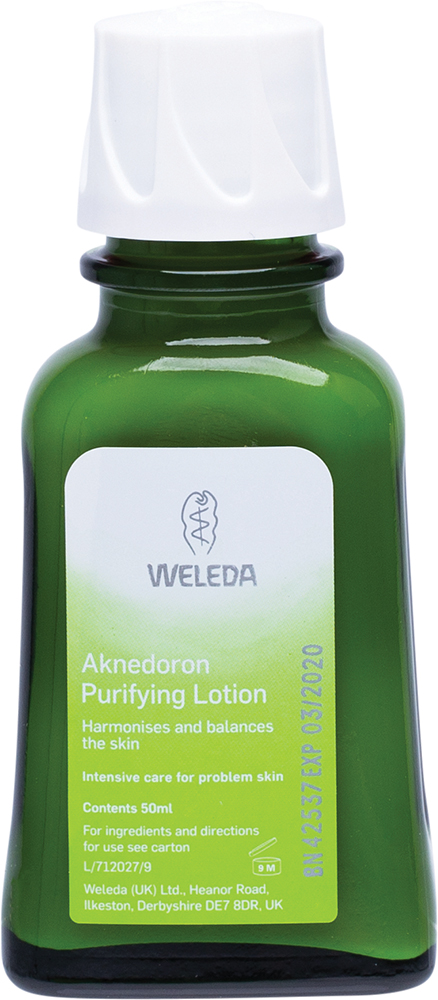 WELEDA
Aknedoron
Purifying Lotion
Harmonises and balances
the skin
Intensive care for problem skin
Contents 50ml
For ingredients and directions
for use see carton
L/712027/9
9 M
Weleda (UK) Ltd., Heanor Road,
Ilkeston, Derbyshire DE7 8DR, UK
BN 42537 EXP 03/2020